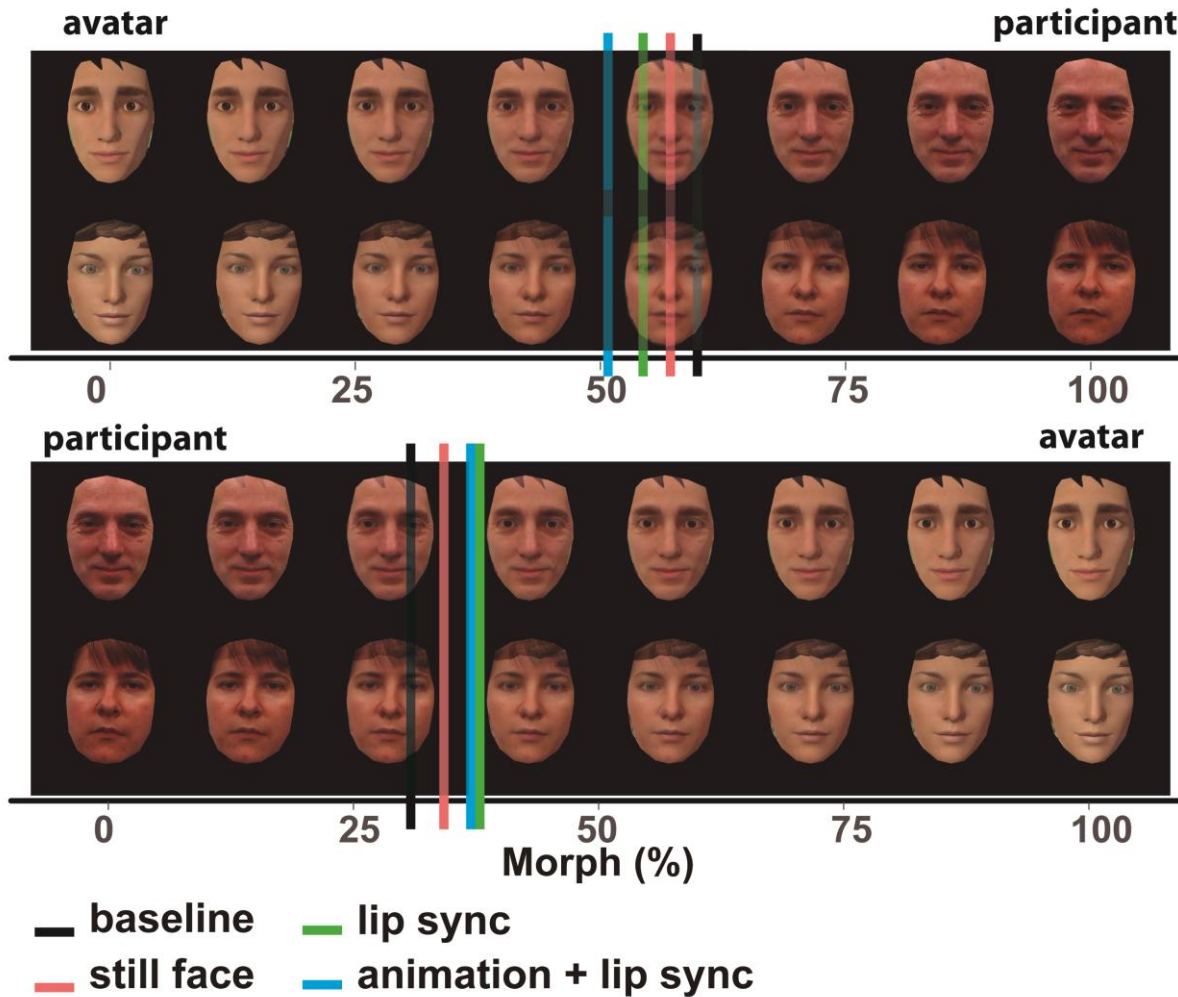 avatar participant
0 25 50 75 100
participant avatar
0 25 50 75 100
Morph (%)
baseline lip sync
still face animation + lip sync